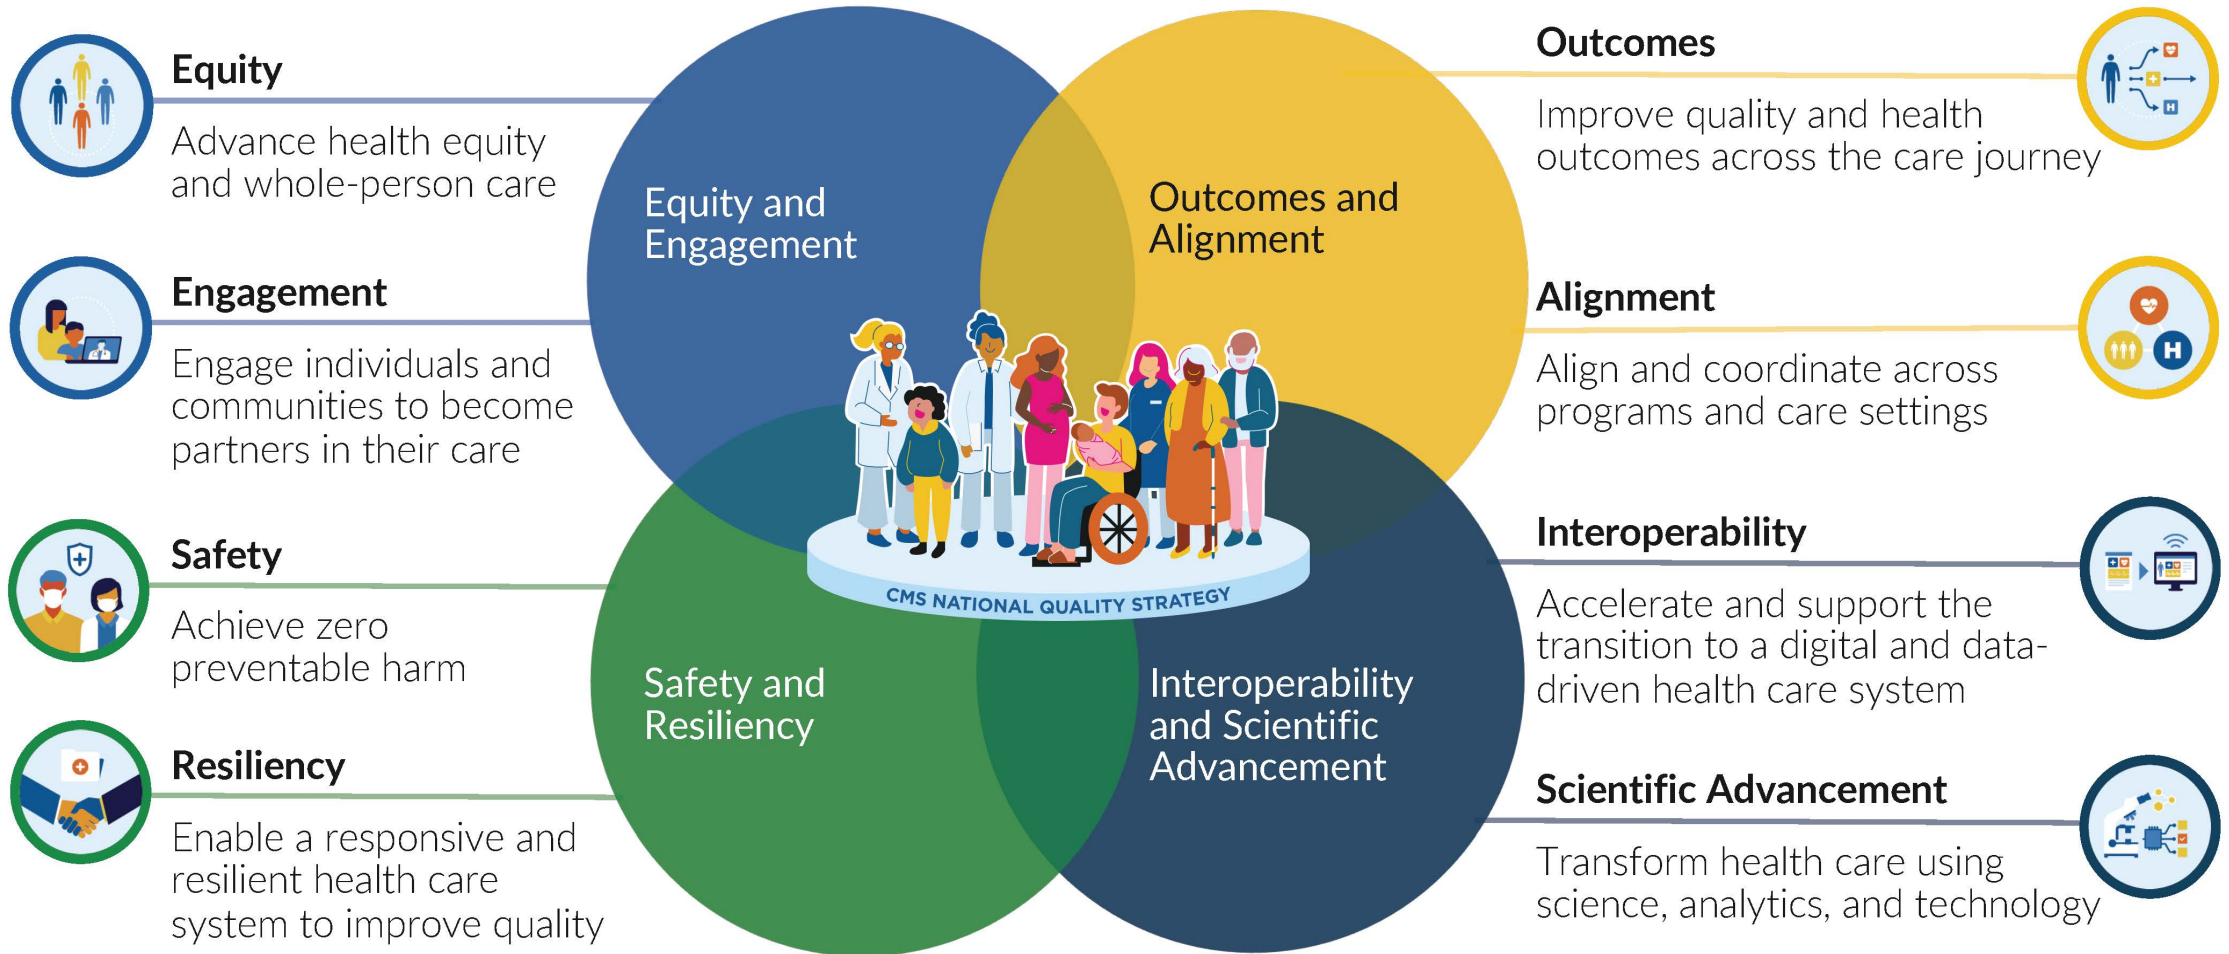 Equity
Advance health equity
and whole-person care
Engagement
Engage individuals and
communities to become
partners in their care
Safety
Achieve zero
preventable harm
Resiliency
Enable a responsive and
resilient health care
system to improve quality
Equity and
Engagement
Outcomes and
Alignment
CMS NATIONAL QUALITY STRATEGY
Safety and
Resiliency
Interoperability
and Scientific
Advancement
Outcomes
Improve quality and health
outcomes across the care journey
Alignment
Align and coordinate across
programs and care settings
H
H
Interoperability
Accelerate and support the
transition to a digital and data-
driven health care system
Scientific Advancement
Transform health care using
science, analytics, and technology